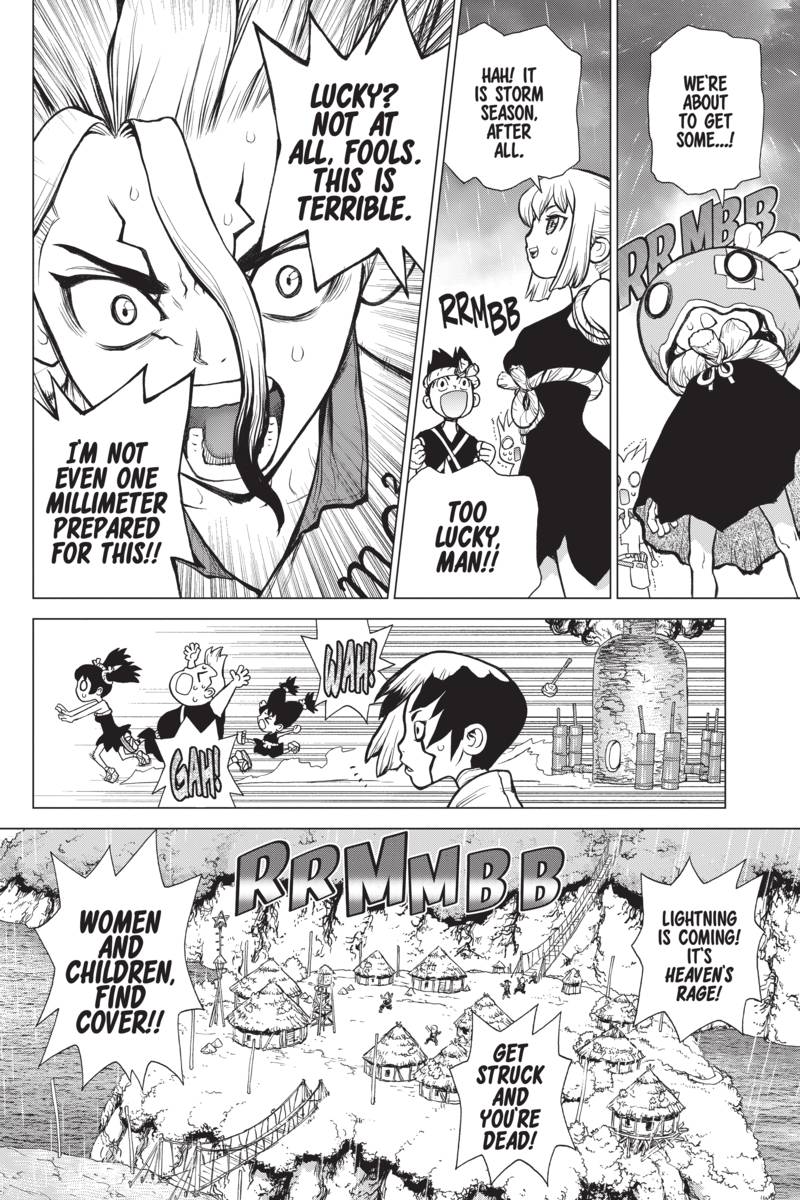 WE'RE
ABOUT
TO GET
SOME...!
RRMBB
HAH! IT
IS STORM
SEASON,
AFTER
ALL.
RRMBB
TOO
LUCKY,
MAN!!
LUCKY?
NOT AT
ALL, FOOLS.
THIS IS
TERRIBLE.
I'M NOT
EVEN ONE
MILLIMETER
PREPARED
FOR THIS!!
WAH!
GAH!
RRMMBB
LIGHTNING
IS COMING!
IT'S
HEAVEN'S
RAGE!
WOMEN
AND
CHILDREN,
FIND
COVER!!
GET
STRUCK
AND
YOU'RE
DEAD!